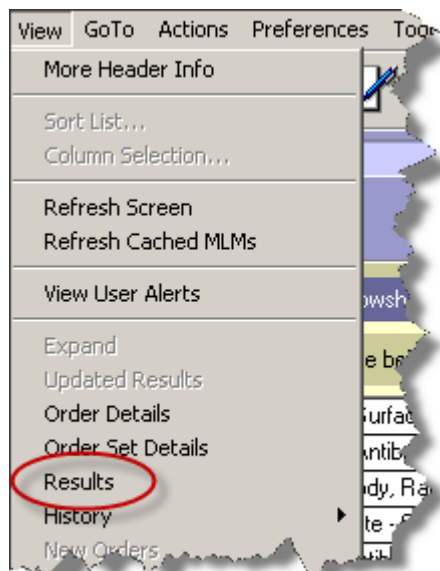 View GoTo Actions Preferences
More Header Info
Sort List...
Column Selection...
Refresh Screen
Refresh Cached MLMs
View User Alerts
Expand
Updated Results
Order Details
Order Set Details
Results
History
New Orders